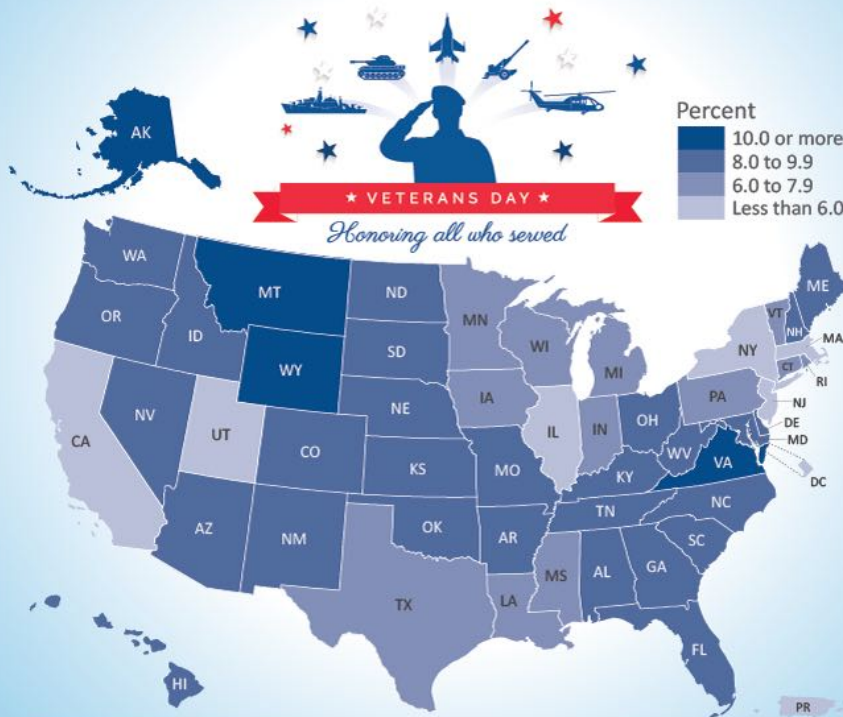 Percent
10.0 or more
8.0 to 9.9
6.0 to 7.9
Less than 6.0
★ VETERANS DAY ★
Honoring all who served
AK
WA
MT
ND
MN
ME
OR
ID
SD
WI
MI
VT
NH
NY
MA
WY
CT
RI
NV
NE
IA
PA
NJ
CA
UT
CO
IL
IN
OH
DE
MD
KS
MO
WV
VA
KY
DC
AZ
NM
OK
AR
TN
NC
SC
TX
LA
MS
AL
GA
FL
HI
PR